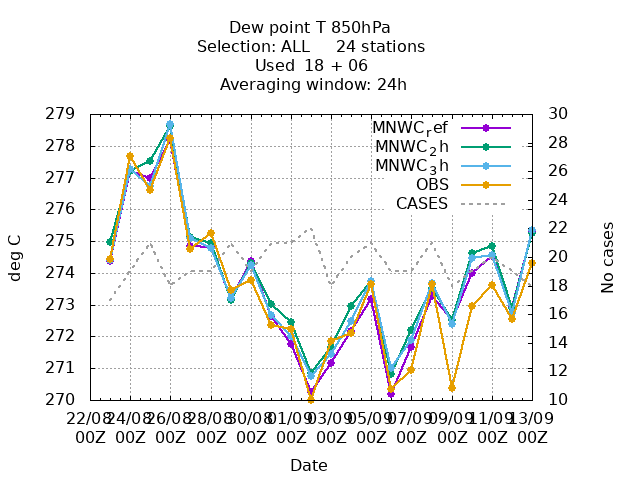 Dew point T 850hPa
Selection: ALL 24 stations
Used 18 + 06
Averaging window: 24h
279
278
277
276
275
274
273
272
271
270
deg C
30
28
26
24
22
20
18
16
14
12
10
No cases
MNWCref
MNWC2h
MNWC3h
OBS
CASES
22/08 24/08 26/08 28/08 30/08 01/09 03/09 05/09 07/09 09/09 11/09 13/09
00Z 00Z 00Z 00Z 00Z 00Z 00Z 00Z 00Z 00Z 00Z 00Z
Date